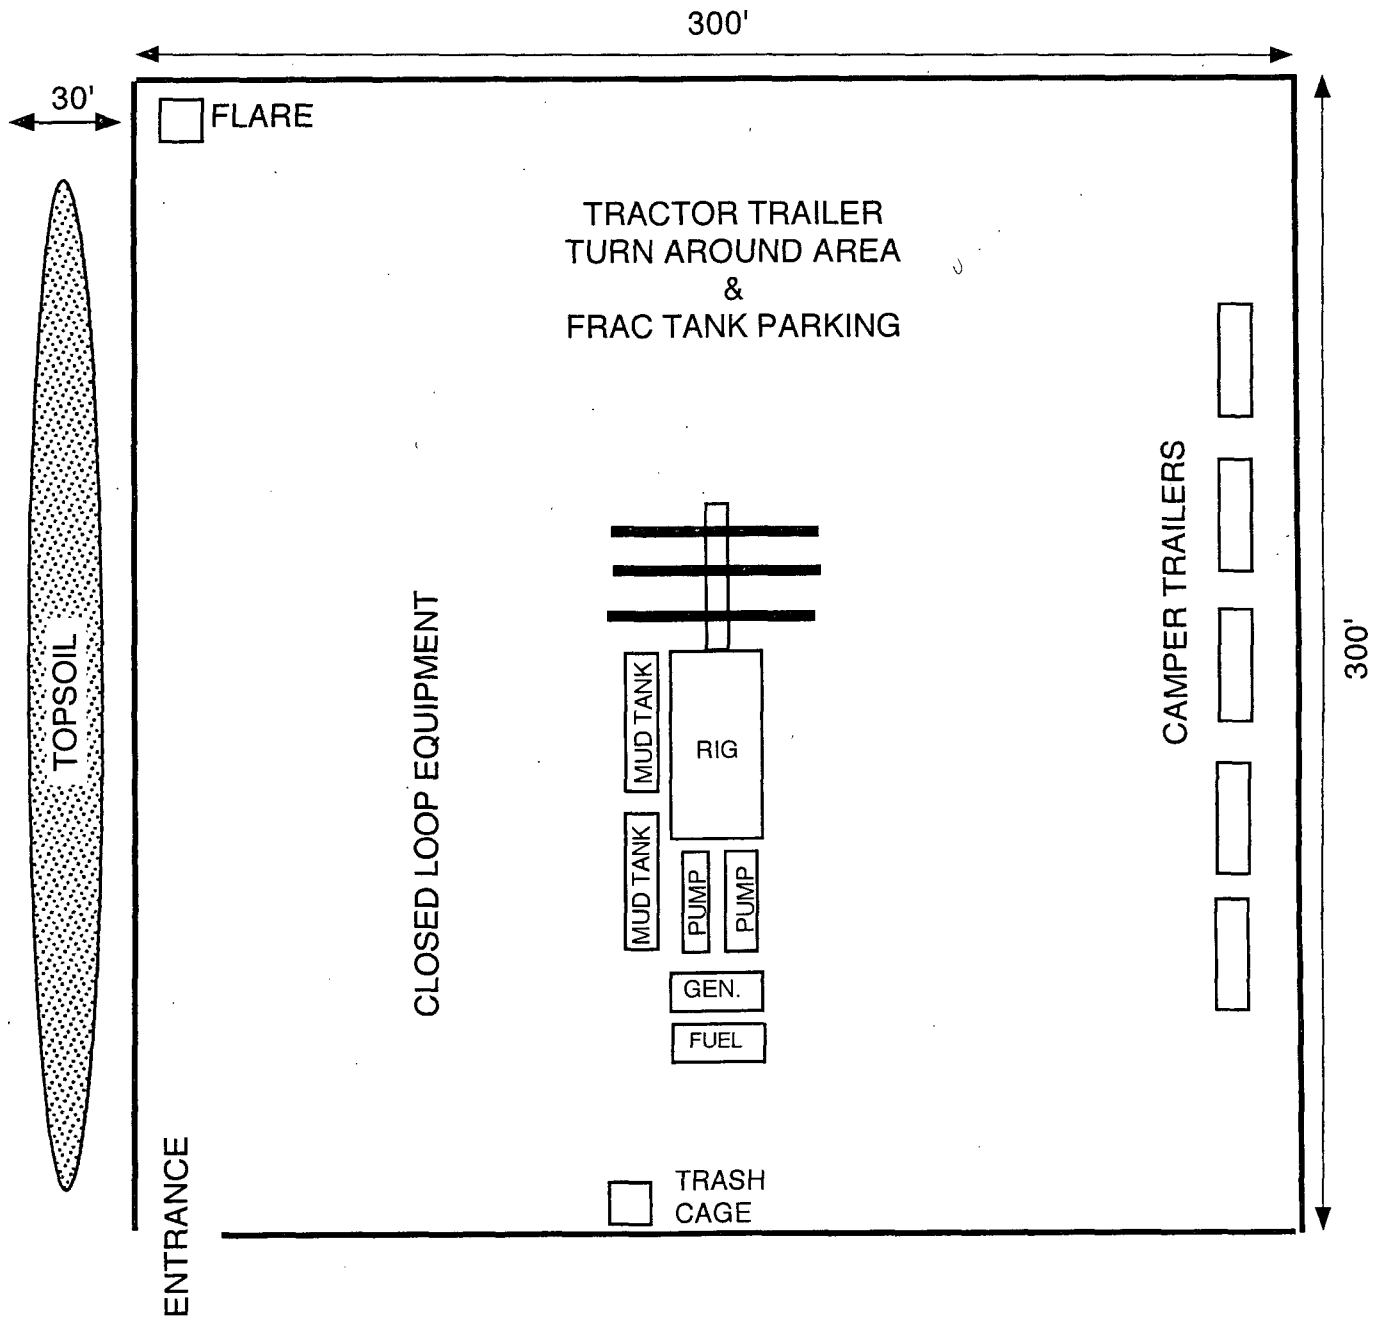 300'
30'
FLARE
TRACTOR TRAILER
TURN AROUND AREA
&
FRAC TANK PARKING
CAMPER TRAILERS
300'
TOPSOIL
CLOSED LOOP EQUIPMENT
MUD TANK
RIG
MUD TANK
PUMP
PUMP
GEN.
FUEL
TRASH
CAGE
ENTRANCE